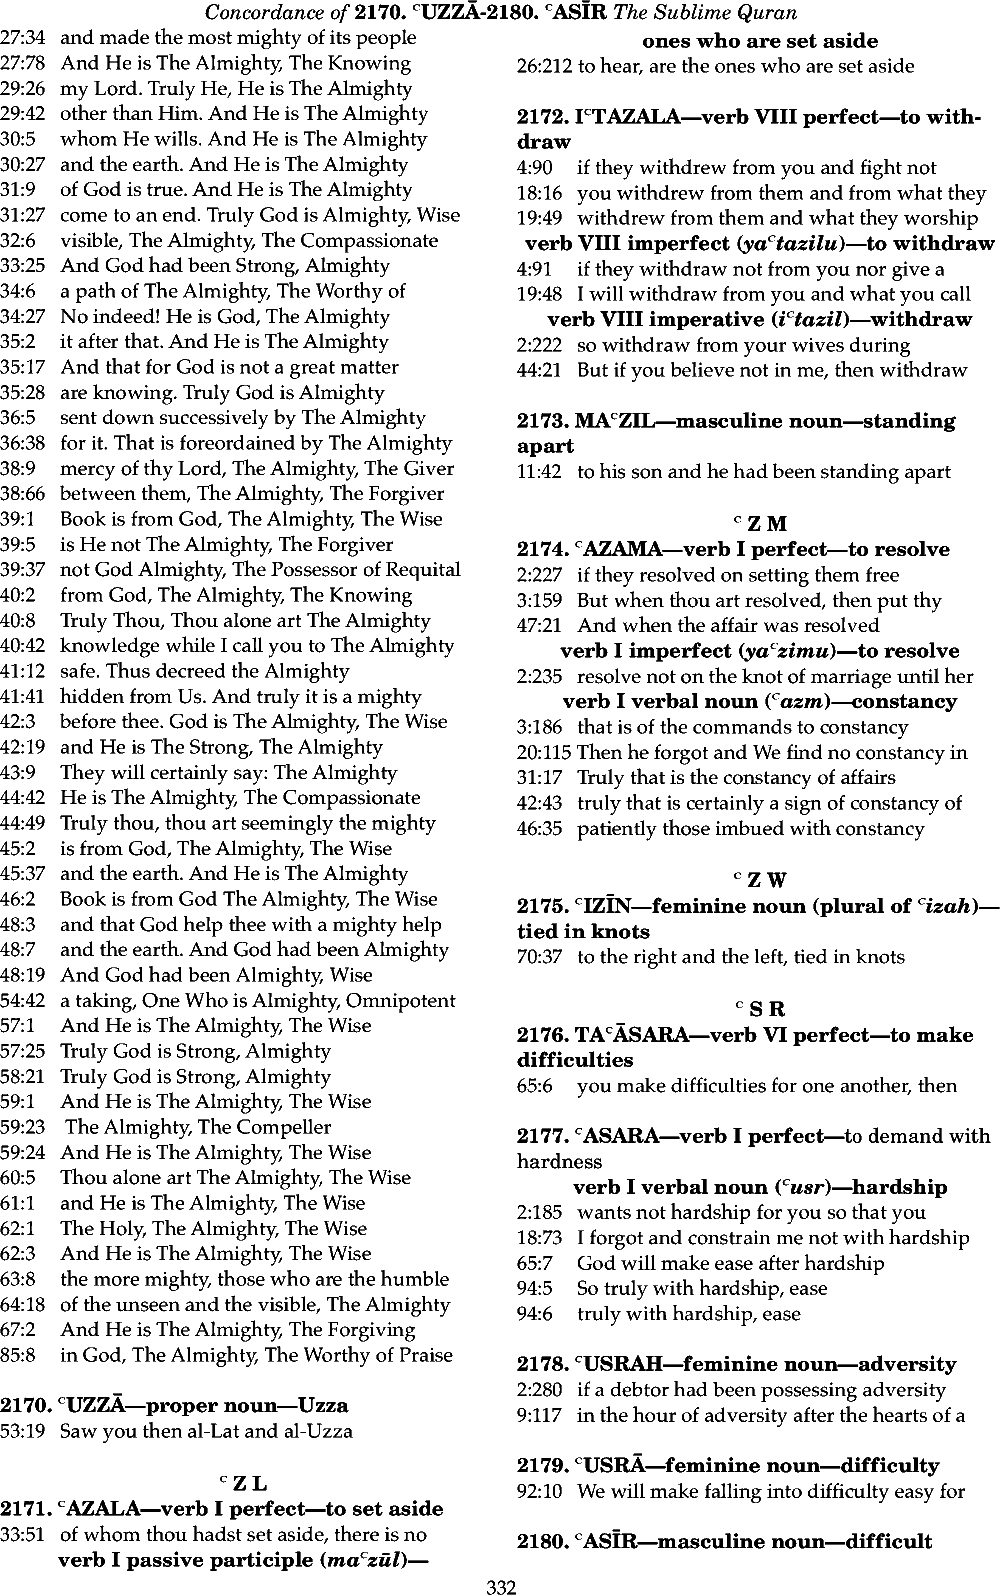 Concordance of 2170. ᶜUZZĀ-2180. ᶜASĪR The Sublime Quran
27:34 and made the most mighty of its people
27:78 And He is The Almighty, The Knowing
29:26 my Lord. Truly He, He is The Almighty
29:42 other than Him. And He is The Almighty
30:5 whom He wills. And He is The Almighty
30:27 and the earth. And He is The Almighty
31:9 of God is true. And He is The Almighty
31:27 come to an end. Truly God is Almighty, Wise
32:6 visible, The Almighty, The Compassionate
33:25 And God had been Strong, Almighty
34:6 a path of The Almighty, The Worthy of
34:27 No indeed! He is God, The Almighty
35:2 it after that. And He is The Almighty
35:17 And that for God is not a great matter
35:28 are knowing. Truly God is Almighty
36:5 sent down successively by The Almighty
36:38 for it. That is foreordained by The Almighty
38:9 mercy of thy Lord, The Almighty, The Giver
38:66 between them, The Almighty, The Forgiver
39:1 Book is from God, The Almighty, The Wise
39:5 is He not The Almighty, The Forgiver
39:37 not God Almighty, The Possessor of Requital
40:2 from God, The Almighty, The Knowing
40:8 Truly Thou, Thou alone art The Almighty
40:42 knowledge while I call you to The Almighty
41:12 safe. Thus decreed the Almighty
41:41 hidden from Us. And truly it is a mighty
42:3 before thee. God is The Almighty, The Wise
42:19 and He is The Strong, The Almighty
43:9 They will certainly say: The Almighty
44:42 He is The Almighty, The Compassionate
44:49 Truly thou, thou art seemingly the mighty
45:2 is from God, The Almighty, The Wise
45:37 and the earth. And He is The Almighty
46:2 Book is from God The Almighty, The Wise
48:3 and that God help thee with a mighty help
48:7 and the earth. And God had been Almighty
48:19 And God had been Almighty, Wise
54:42 a taking, One Who is Almighty, Omnipotent
57:1 And He is The Almighty, The Wise
57:25 Truly God is Strong, Almighty
58:21 Truly God is Strong, Almighty
59:1 And He is The Almighty, The Wise
59:23 The Almighty, The Compeller
59:24 And He is The Almighty, The Wise
60:5 Thou alone art The Almighty, The Wise
61:1 and He is The Almighty, The Wise
62:1 The Holy, The Almighty, The Wise
62:3 And He is The Almighty, The Wise
63:8 the more mighty, those who are the humble
64:18 of the unseen and the visible, The Almighty
67:2 And He is The Almighty, The Forgiving
85:8 in God, The Almighty, The Worthy of Praise
2170. ᶜUZZĀ—proper noun—Uzza
53:19 Saw you then al-Lat and al-Uzza
ᶜ Z L
2171. ᶜAZALA—verb I perfect—to set aside
33:51 of whom thou hadst set aside, there is no
verb I passive participle (maᶜzūl)—
ones who are set aside
26:212 to hear, are the ones who are set aside
2172. IᶜTAZALA—verb VIII perfect—to with-
draw
4:90 if they withdrew from you and fight not
18:16 you withdrew from them and from what they
19:49 withdrew from them and what they worship
verb VIII imperfect (yaᶜtazilu)—to withdraw
4:91 if they withdraw not from you nor give a
19:48 I will withdraw from you and what you call
verb VIII imperative (iᶜtazil)—withdraw
2:222 so withdraw from your wives during
44:21 But if you believe not in me, then withdraw
2173. MAᶜZIL—masculine noun—standing
apart
11:42 to his son and he had been standing apart
ᶜ Z M
2174. ᶜAZAMA—verb I perfect—to resolve
2:227 if they resolved on setting them free
3:159 But when thou art resolved, then put thy
47:21 And when the affair was resolved
verb I imperfect (yaᶜzimu)—to resolve
2:235 resolve not on the knot of marriage until her
verb I verbal noun (ᶜazm)—constancy
3:186 that is of the commands to constancy
20:115 Then he forgot and We find no constancy in
31:17 Truly that is the constancy of affairs
42:43 truly that is certainly a sign of constancy of
46:35 patiently those imbued with constancy
ᶜ Z W
2175. ᶜIZĪN—feminine noun (plural of ᶜizah)—
tied in knots
70:37 to the right and the left, tied in knots
ᶜ S R
2176. TAᶜĀSARA—verb VI perfect—to make
difficulties
65:6 you make difficulties for one another, then
2177. ᶜASARA—verb I perfect—to demand with
hardness
verb I verbal noun (ᶜusr)—hardship
2:185 wants not hardship for you so that you
18:73 I forgot and constrain me not with hardship
65:7 God will make ease after hardship
94:5 So truly with hardship, ease
94:6 truly with hardship, ease
2178. ᶜUSRAH—feminine noun—adversity
2:280 if a debtor had been possessing adversity
9:117 in the hour of adversity after the hearts of a
2179. ᶜUSRĀ—feminine noun—difficulty
92:10 We will make falling into difficulty easy for
2180. ᶜASĪR—masculine noun—difficult
332